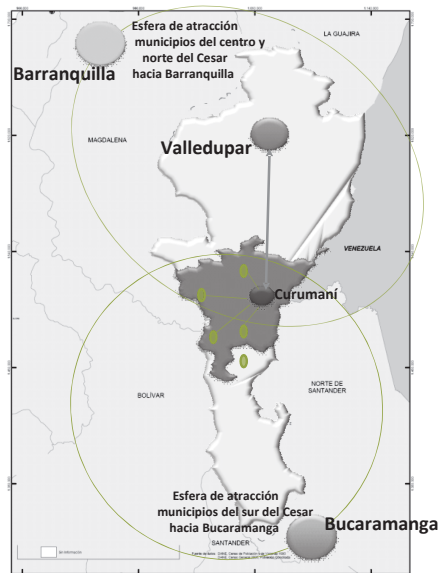 Esfera de atracción
municipios del centro y
norte del Cesar
hacia Barranquilla
LA GUAJIRA
Barranquilla
MAGDALENA
Valledupar
VENEZUELA
Curumaní
BOLÍVAR
NORTE DE
SANTANDER
Esfera de atracción
municipios del sur del Cesar
hacia Bucaramanga
Bucaramanga
SANTANDER